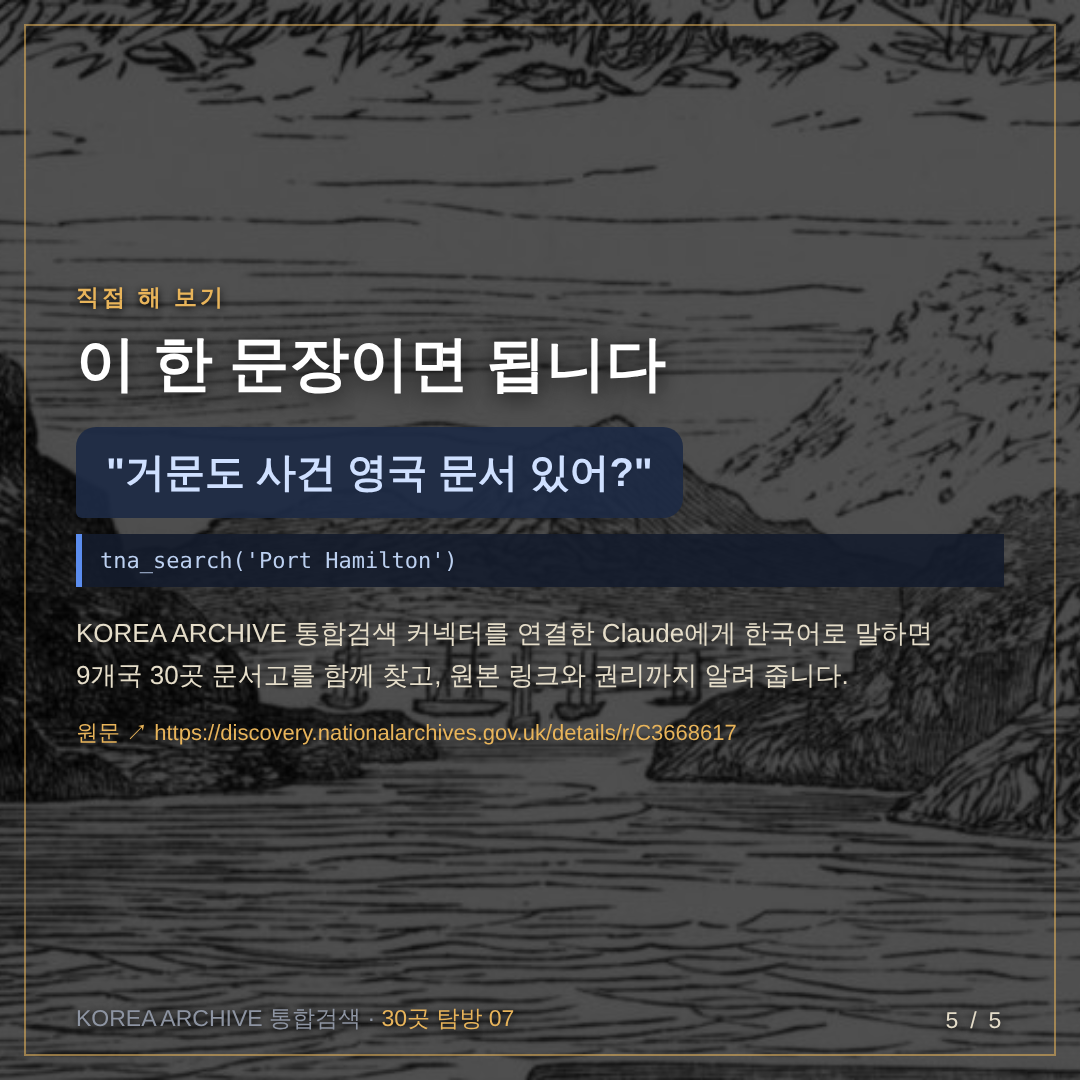 직접 해 보기
이 한 문장이면 됩니다
"거문도 사건 영국 문서 있어?"
tna_search('Port Hamilton')
KOREA ARCHIVE 통합검색 커넥터를 연결한 Claude에게 한국어로 말하면
9개국 30곳 문서고를 함께 찾고, 원본 링크와 권리까지 알려 줍니다.
원문 ↗ https://discovery.nationalarchives.gov.uk/details/r/C3668617
KOREA ARCHIVE 통합검색 · 30곳 탐방 07
5 / 5